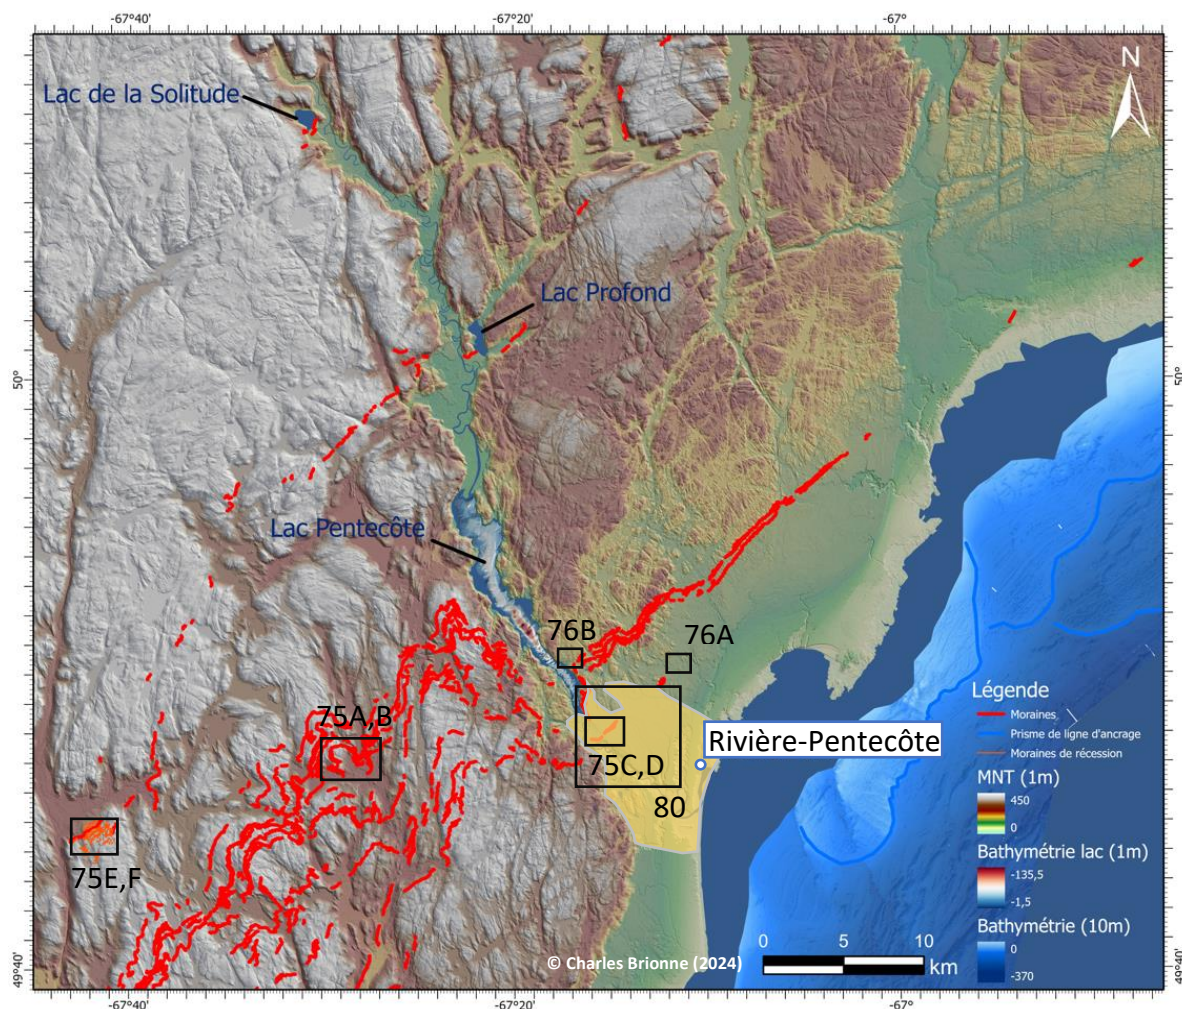 -67°40'
-67°20'
-67°
N
Lac de la Solitude
Lac Profond
50°
50°
Lac Pentecôte
76B
76A
Légende
Moraines
Prisme de ligne d'ancrage
Moraines de récession
75A,B
Rivière-Pentecôte
75C,D
80
MNT (1m)
450
0
75E,F
Bathymétrie lac (1m)
-135,5
-1,5
Bathymétrie (10m)
0
-370
0
5
10
km
© Charles Brionne (2024)
49°40'
49°40'
-67°40'
-67°20'
-67°